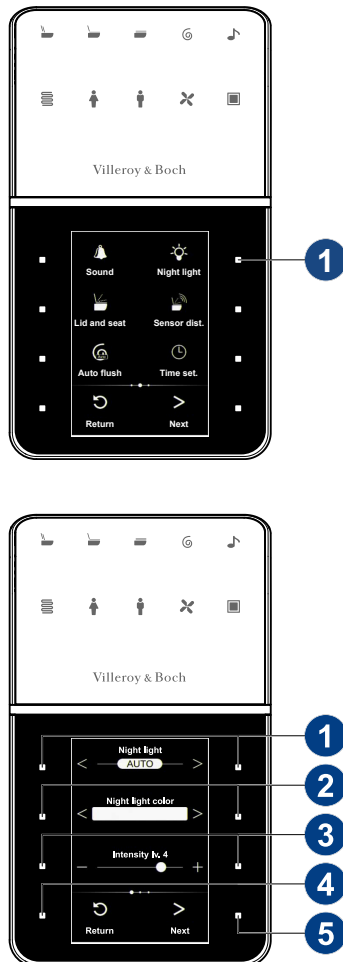 Villeroy & Boch
Sound Night light
1
Lid and seat Sensor dist.
Auto flush Time set.
Return Next
Villeroy & Boch
1
Night light
< AUTO >
2
Night light color
< >
3
Intensity lv. 4
− +
4
Return Next
5